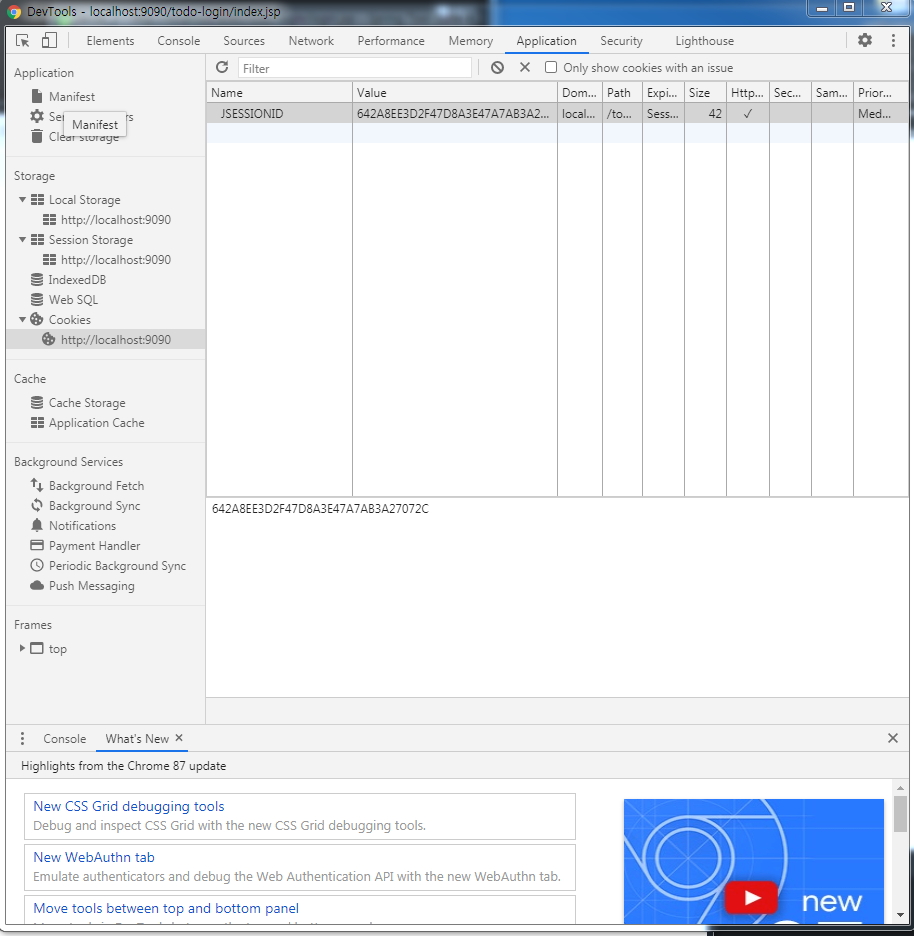 DevTools - localhost:9090/todo-login/index.jsp
Elements Console Sources Network Performance Memory Application Security Lighthouse
Application
Manifest
Manifest
Clear storage
Storage
Local Storage
http://localhost:9090
Session Storage
http://localhost:9090
IndexedDB
Web SQL
Cookies
http://localhost:9090
Cache
Cache Storage
Application Cache
Background Services
Background Fetch
Background Sync
Notifications
Payment Handler
Periodic Background Sync
Push Messaging
Frames
top
Filter Only show cookies with an issue
Name Value Dom... Path Expi... Size Http... Sec... Sam... Prior...
JSESSIONID 642A8EE3D2F47D8A3E47A7AB3A2... local... /to... Sess... 42 ✓ Med...
642A8EE3D2F47D8A3E47A7AB3A27072C
Console What's New
Highlights from the Chrome 87 update
New CSS Grid debugging tools
Debug and inspect CSS Grid with the new CSS Grid debugging tools.
New WebAuthn tab
Emulate authenticators and debug the Web Authentication API with the new WebAuthn tab.
Move tools between top and bottom panel
new